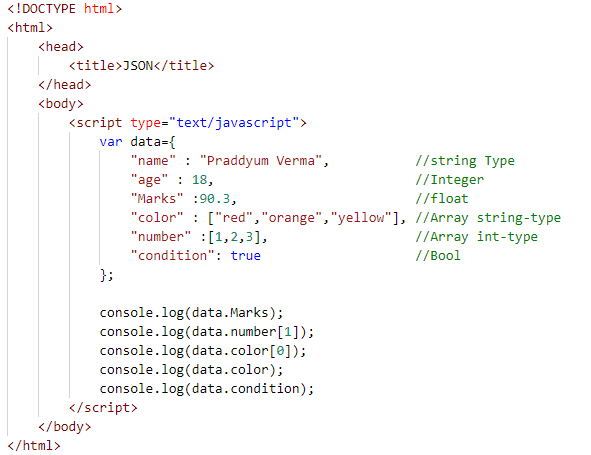 <!DOCTYPE html>
<html>
    <head>
        <title>JSON</title>
    </head>
    <body>
        <script type="text/javascript">
            var data={
                "name" : "Praddyum Verma",           //string Type
                "age" : 18,                          //Integer
                "Marks" :90.3,                       //float
                "color" : ["red","orange","yellow"], //Array string-type
                "number" :[1,2,3],                   //Array int-type
                "condition": true                    //Bool
            };

            console.log(data.Marks);
            console.log(data.number[1]);
            console.log(data.color[0]);
            console.log(data.color);
            console.log(data.condition);
        </script>
    </body>
</html>